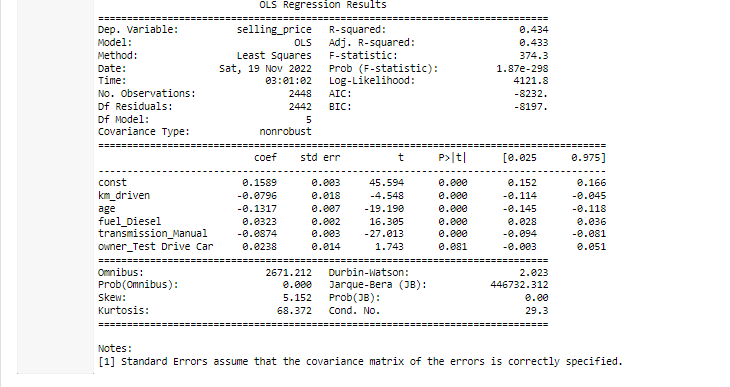 OLS Regression Results
==============================================================================
Dep. Variable: selling_price R-squared: 0.434
Model: OLS Adj. R-squared: 0.433
Method: Least Squares F-statistic: 374.3
Date: Sat, 19 Nov 2022 Prob (F-statistic): 1.87e-298
Time: 03:01:02 Log-Likelihood: 4121.8
No. Observations: 2448 AIC: -8232.
Df Residuals: 2442 BIC: -8197.
Df Model: 5
Covariance Type: nonrobust
==============================================================================
coef std err t P>|t| [0.025 0.975]
------------------------------------------------------------------------------
const 0.1589 0.003 45.594 0.000 0.152 0.166
km_driven -0.0796 0.018 -4.548 0.000 -0.114 -0.045
age -0.1317 0.007 -19.190 0.000 -0.145 -0.118
fuel_Diesel 0.0323 0.002 16.305 0.000 0.028 0.036
transmission_Manual -0.0874 0.003 -27.013 0.000 -0.094 -0.081
owner_Test Drive Car 0.0238 0.014 1.743 0.081 -0.003 0.051
==============================================================================
Omnibus: 2671.212 Durbin-Watson: 2.023
Prob(Omnibus): 0.000 Jarque-Bera (JB): 446732.312
Skew: 5.152 Prob(JB): 0.00
Kurtosis: 68.372 Cond. No. 29.3
==============================================================================
Notes:
[1] Standard Errors assume that the covariance matrix of the errors is correctly specified.